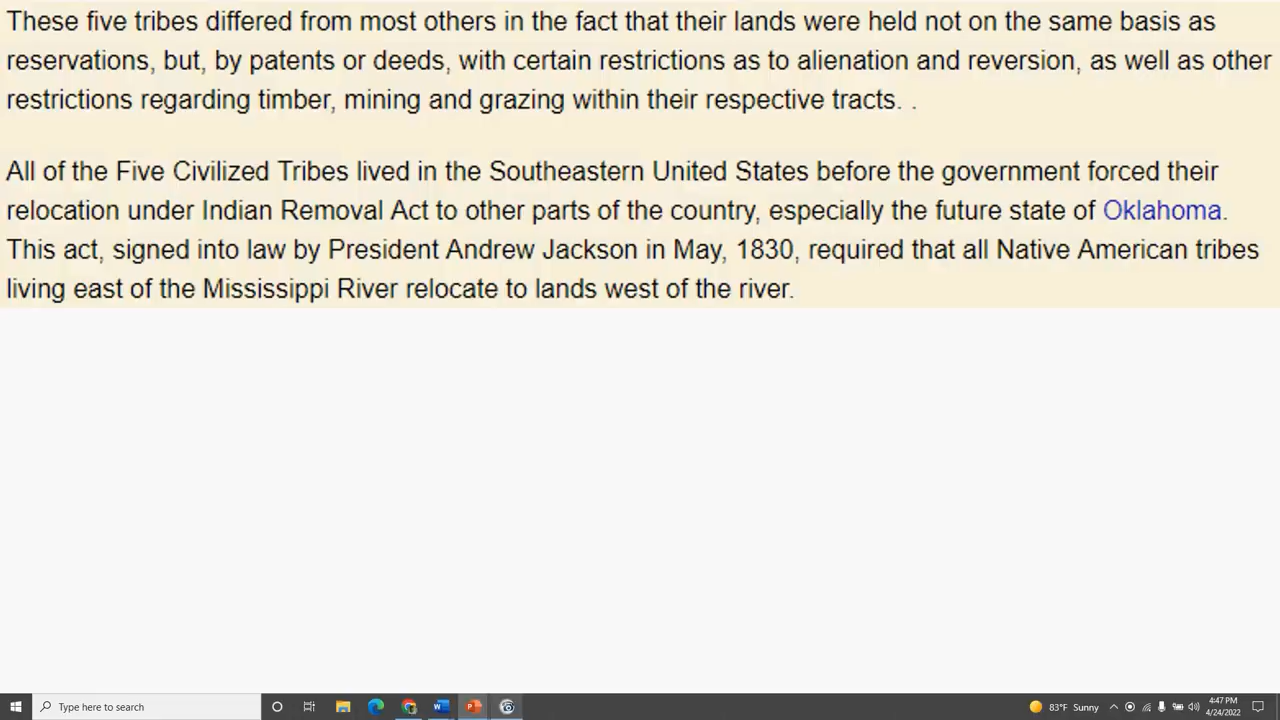 These five tribes differed from most others in the fact that their lands were held not on the same basis as
reservations, but, by patents or deeds, with certain restrictions as to alienation and reversion, as well as other
restrictions regarding timber, mining and grazing within their respective tracts. .
All of the Five Civilized Tribes lived in the Southeastern United States before the government forced their
relocation under Indian Removal Act to other parts of the country, especially the future state of Oklahoma.
This act, signed into law by President Andrew Jackson in May, 1830, required that all Native American tribes
living east of the Mississippi River relocate to lands west of the river.
Type here to search
83°F Sunny
4:47 PM
4/24/2022